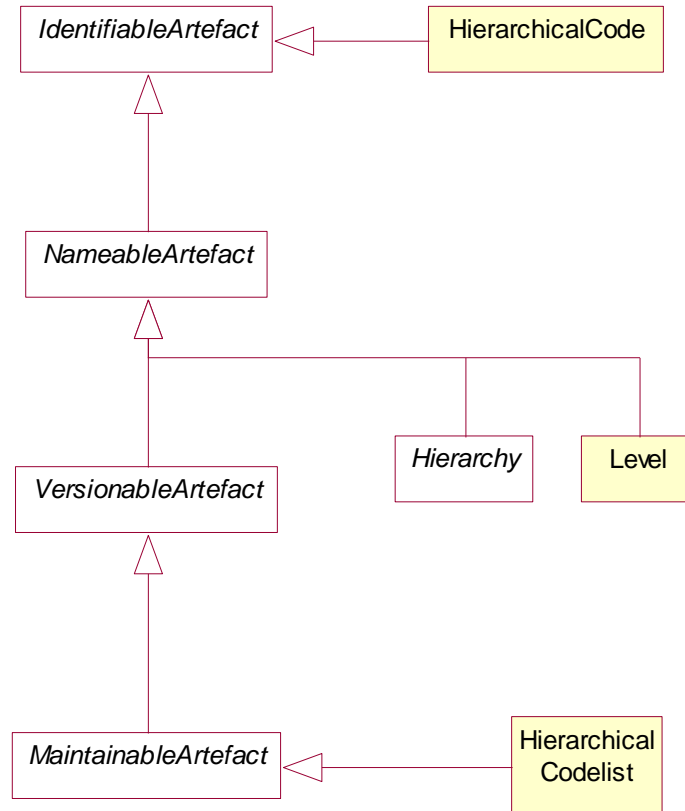 IdentifiableArtefact
HierarchicalCode
NameableArtefact
Hierarchy
Level
VersionableArtefact
MaintainableArtefact
Hierarchical
Codelist